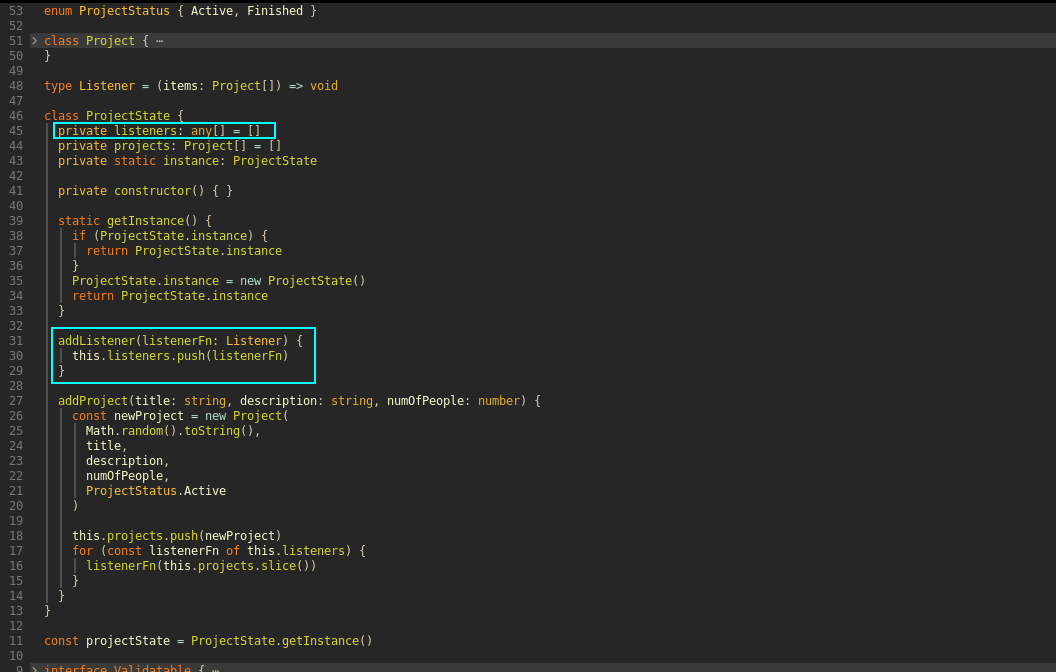 53 enum ProjectStatus { Active, Finished }
52
51 > class Project { ⋯
50 }
49
48 type Listener = (items: Project[]) => void
47
46 class ProjectState {
45 private listeners: any[] = []
44 private projects: Project[] = []
43 private static instance: ProjectState
42
41 private constructor() { }
40
39 static getInstance() {
38 if (ProjectState.instance) {
37 return ProjectState.instance
36 }
35 ProjectState.instance = new ProjectState()
34 return ProjectState.instance
33 }
32
31 addListener(listenerFn: Listener) {
30 this.listeners.push(listenerFn)
29 }
28
27 addProject(title: string, description: string, numOfPeople: number) {
26 const newProject = new Project(
25 Math.random().toString(),
24 title,
23 description,
22 numOfPeople,
21 ProjectStatus.Active
20 )
19
18 this.projects.push(newProject)
17 for (const listenerFn of this.listeners) {
16 listenerFn(this.projects.slice())
15 }
14 }
13 }
12
11 const projectState = ProjectState.getInstance()
10
9 > interface Validatable { ⋯